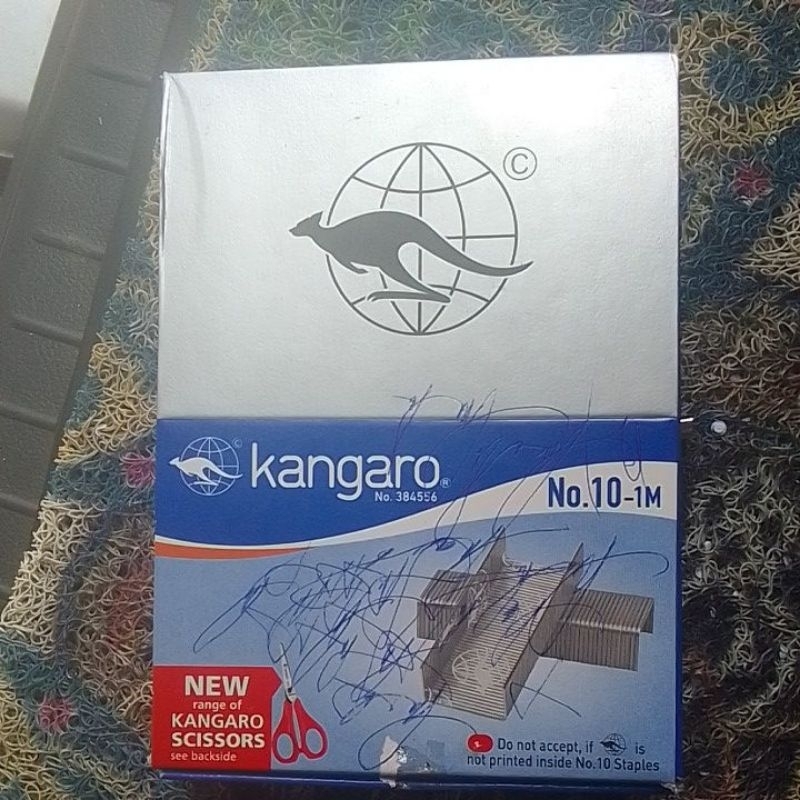 ©
kangaro®
No. 384556
No.10-1M
NEW
range of
KANGARO
SCISSORS
see backside
Do not accept, if is
not printed inside No.10 Staples